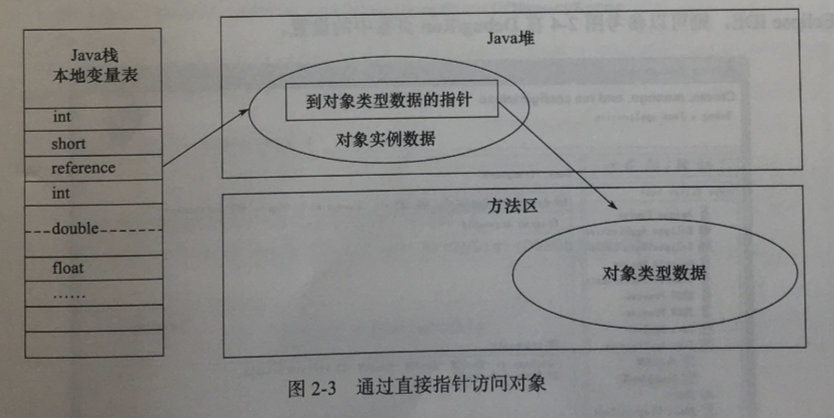 Eclipse IDE，
Java栈
本地变量表
int
short
reference
int
double
float
……
Java堆
到对象类型数据的指针
对象实例数据
方法区
对象类型数据
图 2-3 通过直接指针访问对象